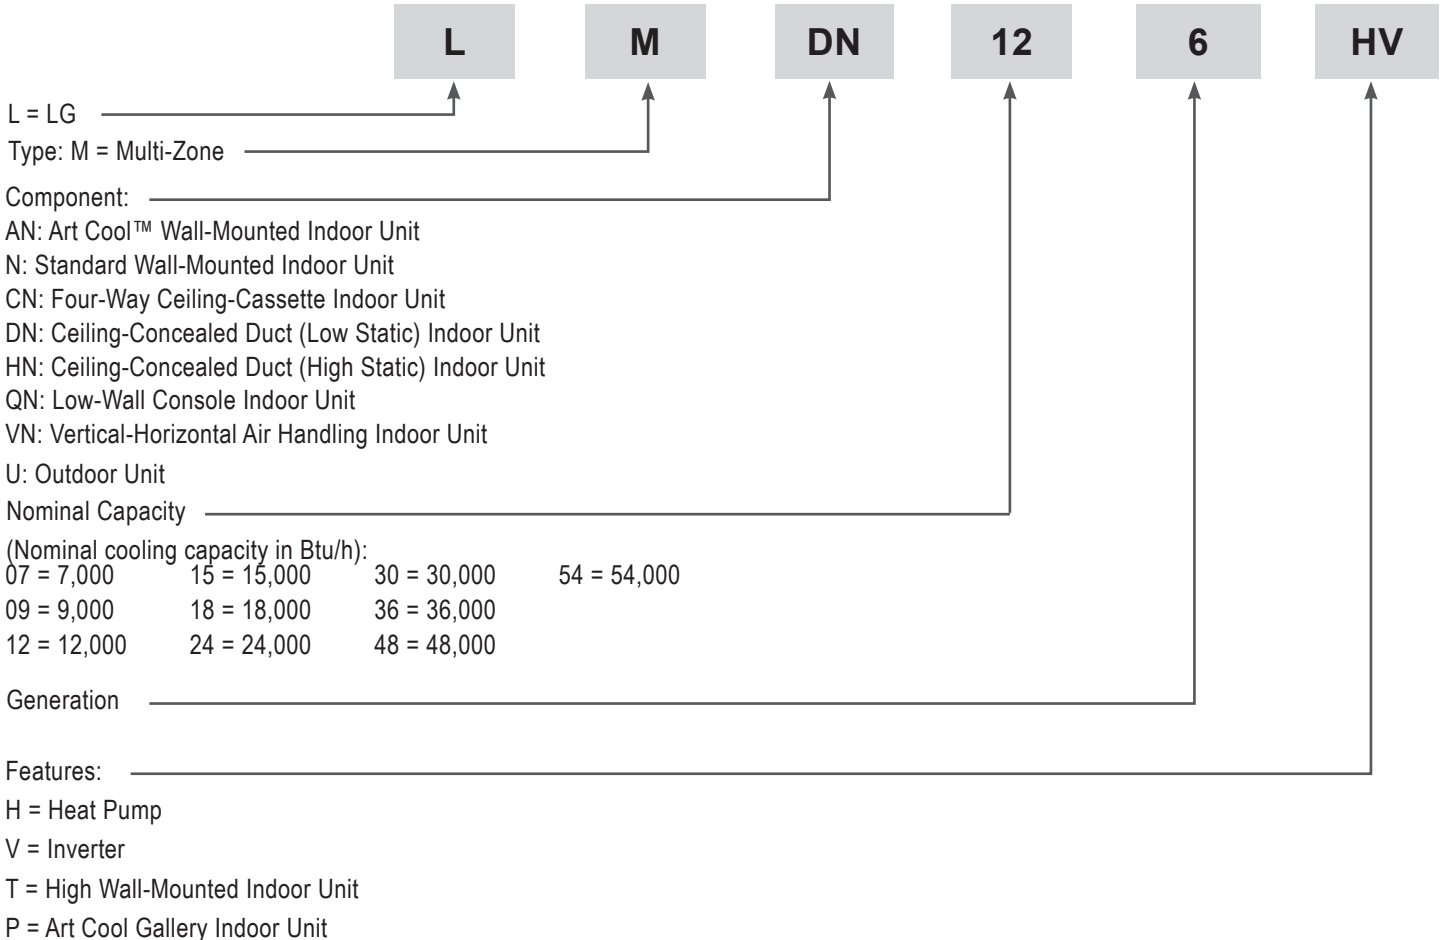 L M DN 12 6 HV
L = LG
Type: M = Multi-Zone
Component:
AN: Art Cool™ Wall-Mounted Indoor Unit
N: Standard Wall-Mounted Indoor Unit
CN: Four-Way Ceiling-Cassette Indoor Unit
DN: Ceiling-Concealed Duct (Low Static) Indoor Unit
HN: Ceiling-Concealed Duct (High Static) Indoor Unit
QN: Low-Wall Console Indoor Unit
VN: Vertical-Horizontal Air Handling Indoor Unit
U: Outdoor Unit
Nominal Capacity
(Nominal cooling capacity in Btu/h):
07 = 7,000 15 = 15,000 30 = 30,000 54 = 54,000
09 = 9,000 18 = 18,000 36 = 36,000
12 = 12,000 24 = 24,000 48 = 48,000
Generation
Features:
H = Heat Pump
V = Inverter
T = High Wall-Mounted Indoor Unit
P = Art Cool Gallery Indoor Unit